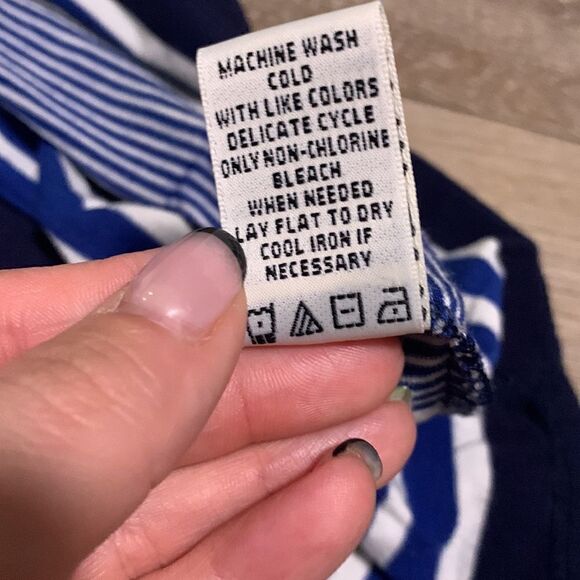 MACHINE WASH
COLD
WITH LIKE COLORS
DELICATE CYCLE
ONLY NON-CHLORINE
BLEACH
WHEN NEEDED
LAY FLAT TO DRY
COOL IRON IF
NECESSARY